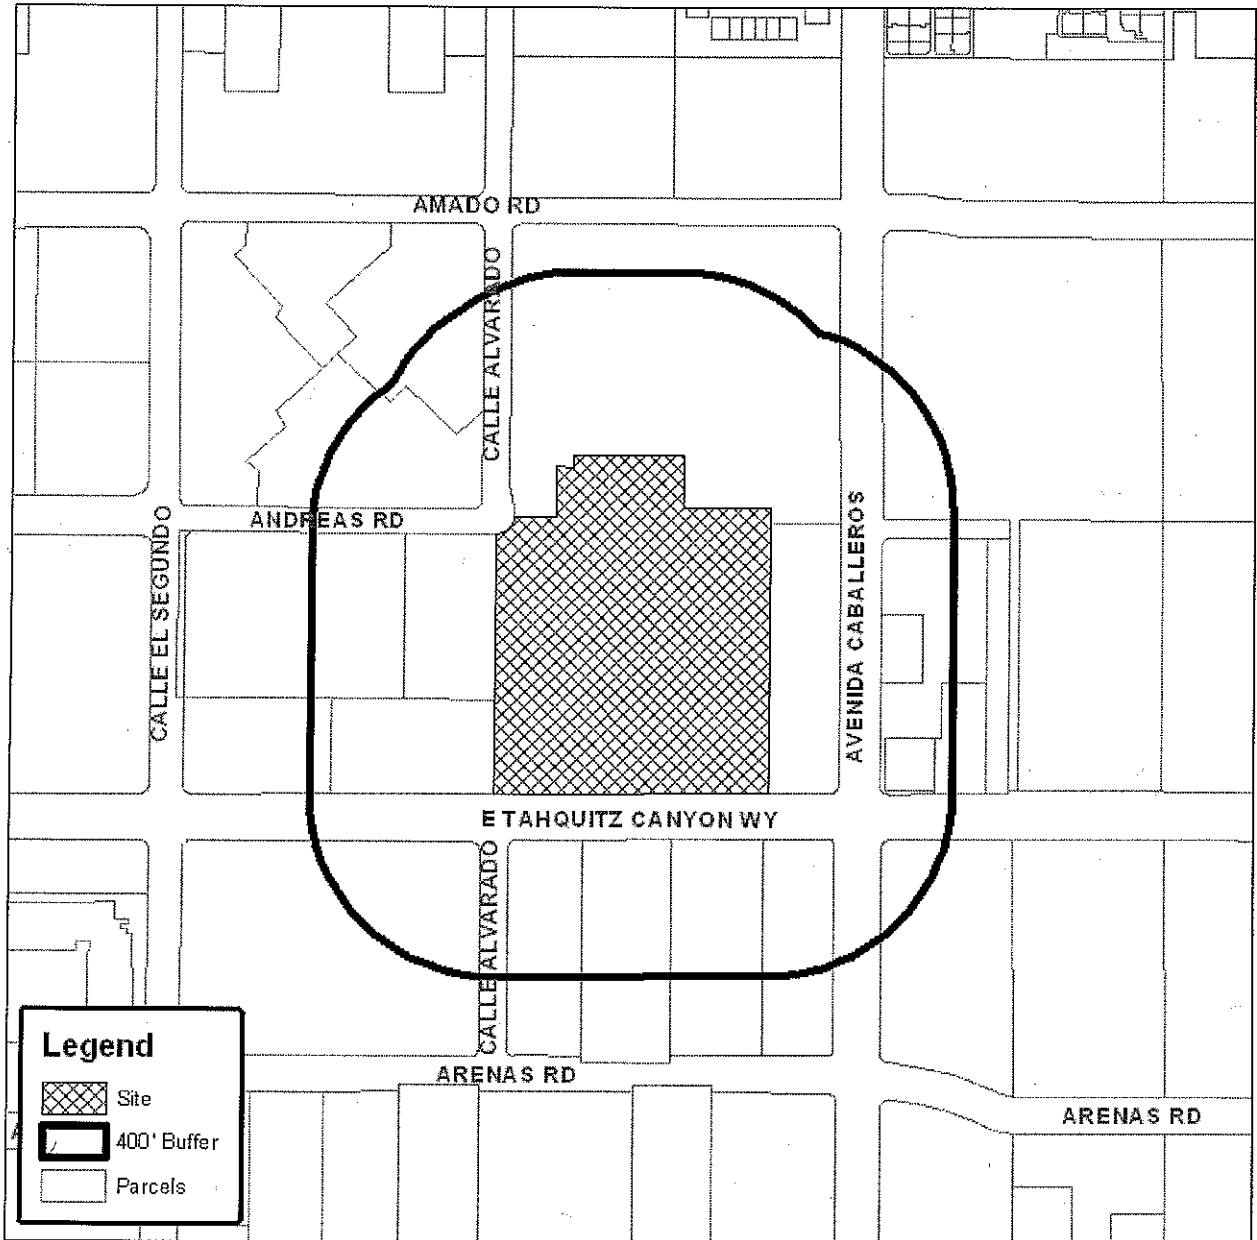 AMADO RD
CALLE ALVARADO
ANDREAS RD
CALLE EL SEGUNDO
AVENIDA CABALLEROS
E TAHQUITZ CANYON WY
CALLE ALVARADO
ARENAS RD
ARENAS RD
Legend
Site
400' Buffer
Parcels